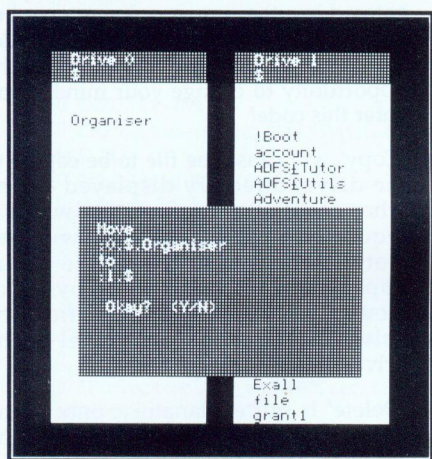 Drive 0
$
Organiser
Drive 1
$
!Boot
account
ADFS£Tutor
ADFS£Utils
Adventure
Move
:0.$.Organiser
to
:1.$
Okay? (Y/N)
Exall
file
grant1